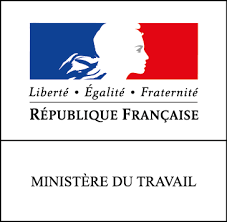 Liberté • Égalité • Fraternité
RÉPUBLIQUE FRANÇAISE
MINISTÈRE DU TRAVAIL